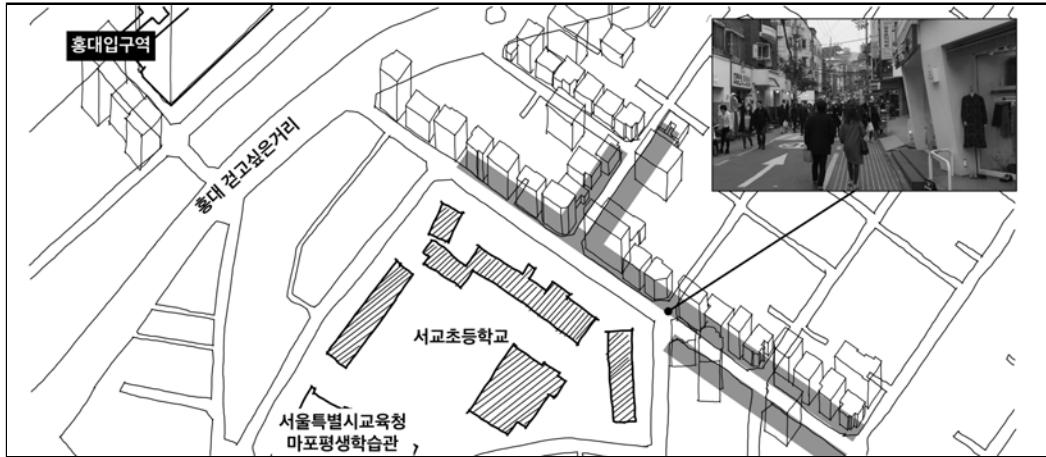 홍대입구역
홍대 걷고싶은거리
서교초등학교
서울특별시교육청
마포평생학습관